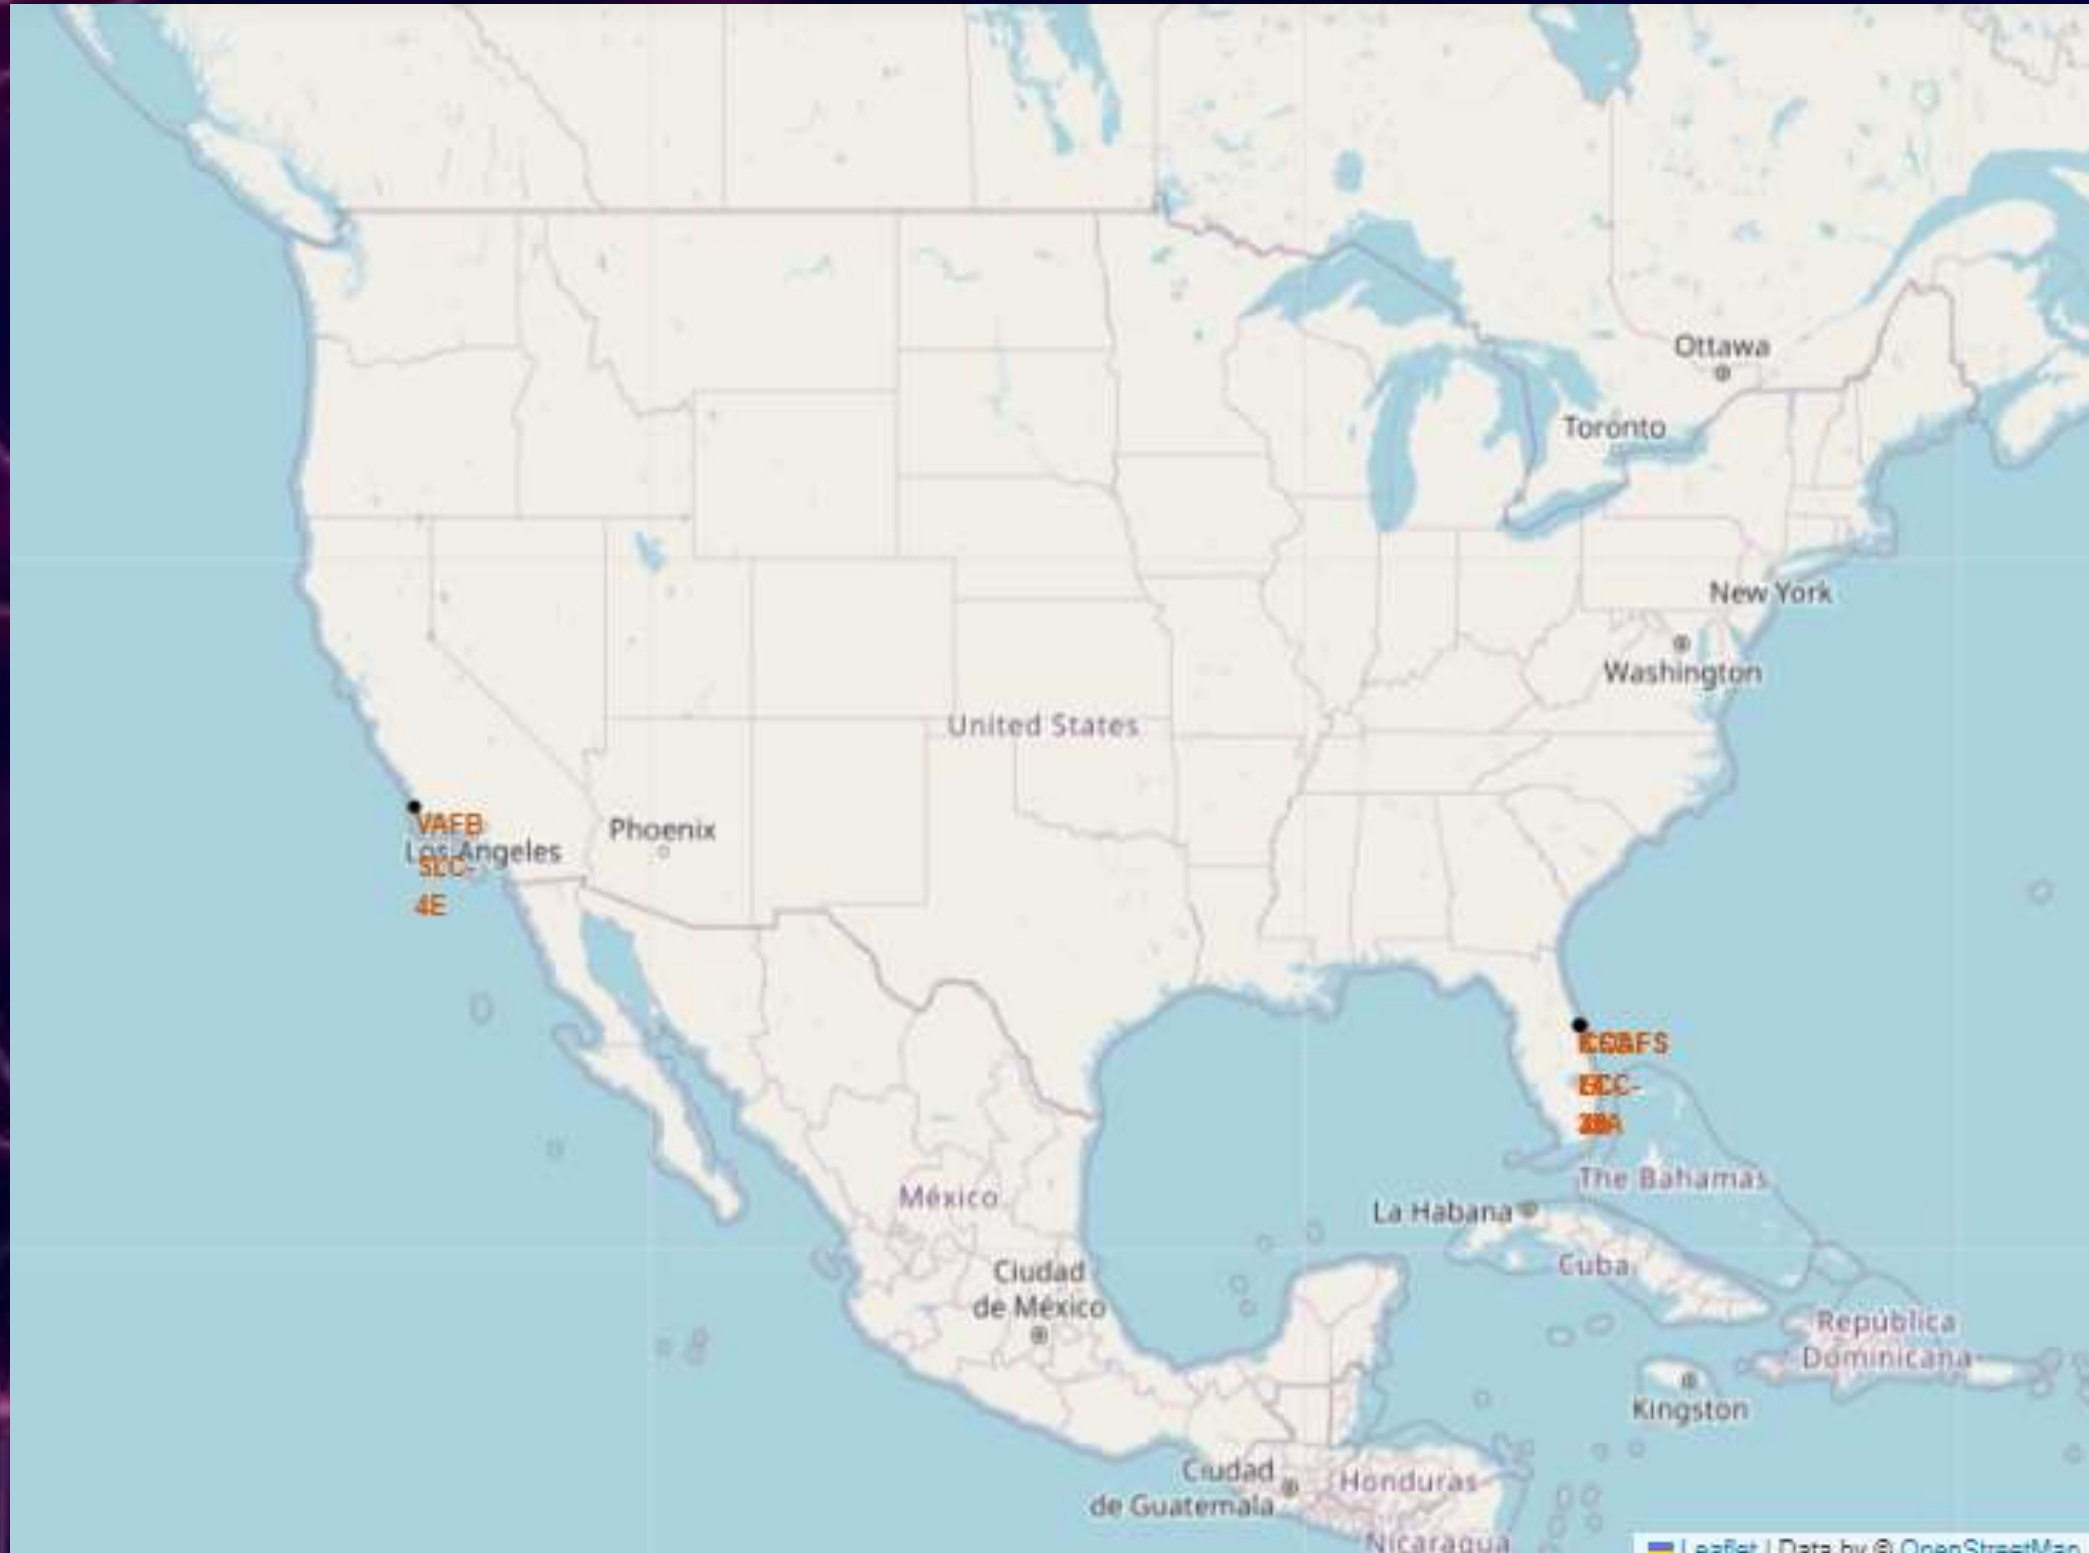 Ottawa
Toronto
New York
Washington
United States
VAFB
Los Angeles
SLC-
4E
Phoenix
The Bahamas
México
La Habana
Cuba
Ciudad
de México
República
Dominicana
Kingston
Ciudad
de Guatemala
Honduras
Nicaragua
Leaflet | Data by © OpenStreetMap